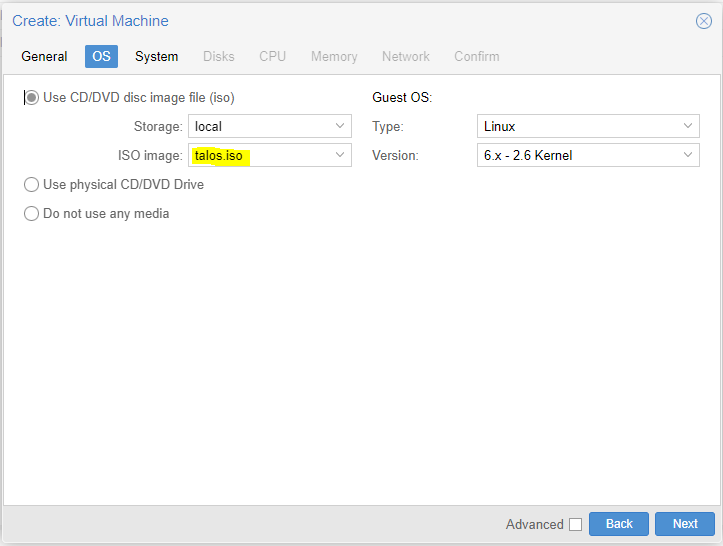 Create: Virtual Machine
General OS System Disks CPU Memory Network Confirm
Use CD/DVD disc image file (iso) Guest OS:
Storage: local Type: Linux
ISO image: talos.iso Version: 6.x - 2.6 Kernel
Use physical CD/DVD Drive
Do not use any media
Advanced Back Next